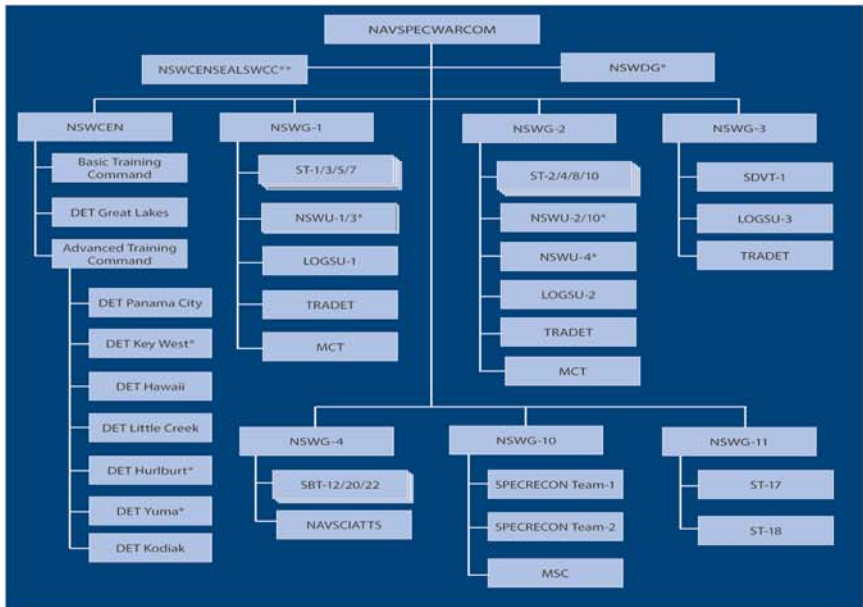 NAVSPECWARCOM
NSWCENSEALSWCC**
NSWDG*
NSWCEN
Basic Training
Command
DET Great Lakes
Advanced Training
Command
DET Panama City
DET Key West*
DET Hawaii
DET Little Creek
DET Hurlburt*
DET Yuma*
DET Kodiak
NSWG-1
ST-1/3/5/7
NSWU-1/3*
LOGSU-1
TRADET
MCT
NSWG-2
ST-2/4/8/10
NSWU-2/10*
NSWU-4*
LOGSU-2
TRADET
MCT
NSWG-3
SDVT-1
LOGSU-3
TRADET
NSWG-4
SBT-12/20/22
NAVSCIATTS
NSWG-10
SPECRECON Team-1
SPECRECON Team-2
MSC
NSWG-11
ST-17
ST-18